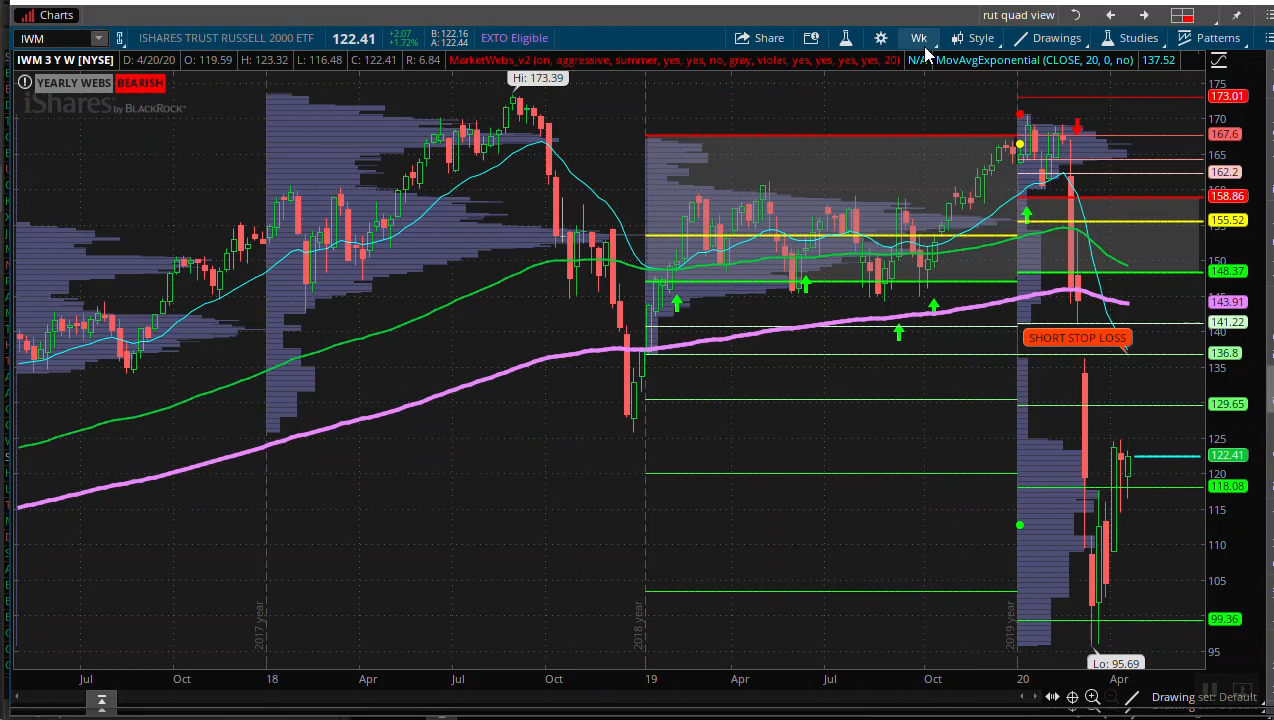 Charts
rut quad view
IWM
ISHARES TRUST RUSSELL 2000 ETF
122.41
+2.07
+1.72%
B: 122.16
A: 122.44
EXTO Eligible
Share
Wk
Style
Drawings
Studies
Patterns
IWM 3 Y W [NYSE]
D: 4/20/20
O: 119.59
H: 123.32
L: 116.48
C: 122.41
R: 6.84
MarketWebs_v2 (on, aggressive, summer, yes, yes, no, gray, violet, yes, yes, yes, yes, 20)
N/A
MovAvgExponential (CLOSE, 20, 0, no)
137.52
YEARLY WEBS
BEARISH
iShares by BLACKROCK®
Hi: 173.39
175
173.01
170
167.6
165
162.2
160
158.86
155.52
155
150
148.37
145
143.91
141.22
140
SHORT STOP LOSS
136.8
135
129.65
125
122.41
120
118.08
115
110
105
99.36
95
Lo: 95.69
2017 year
2018 year
2019 year
Jul
Oct
18
Apr
Jul
Oct
19
Apr
Jul
Oct
20
Apr
Drawing set: Default